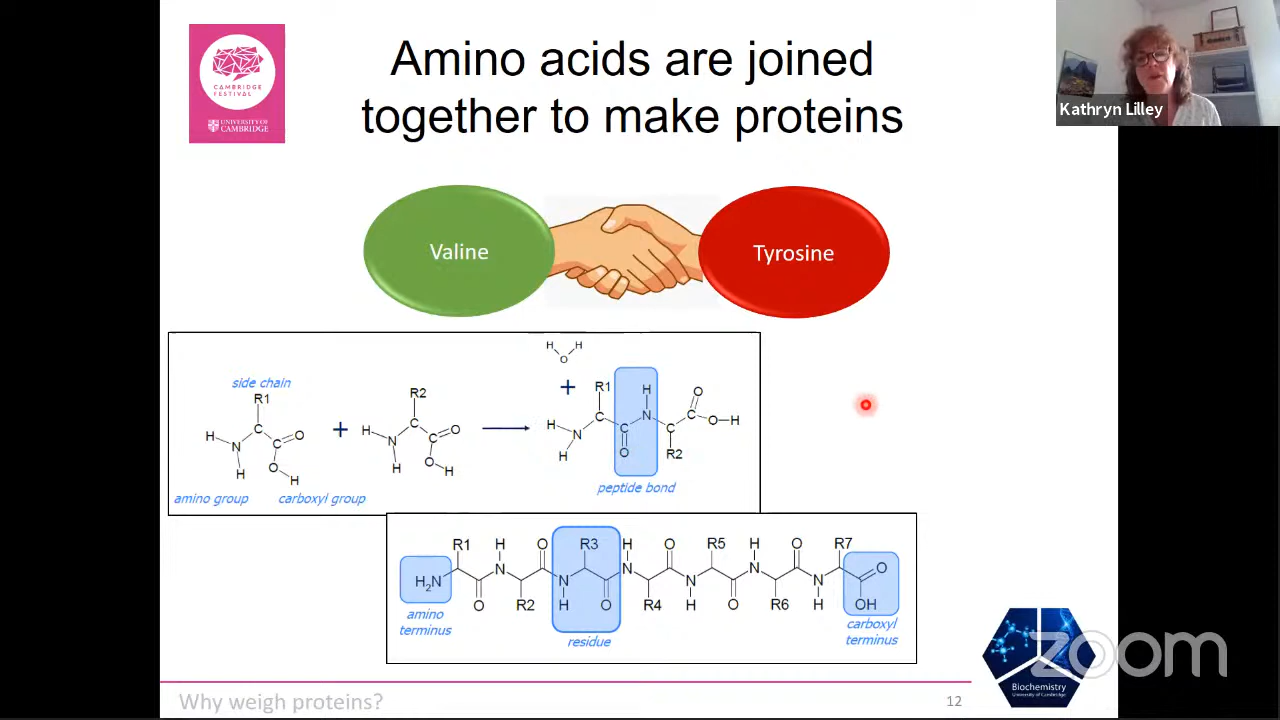 Amino acids are joined
together to make proteins
CAMBRIDGE
FESTIVAL
UNIVERSITY OF
CAMBRIDGE
Kathryn Lilley
Valine
Tyrosine
side chain
R1
H
N
H
C
C
O
O
H
amino group
carboxyl group
+
R2
H
N
H
C
C
O
O
H
H
O
H
+
R1
H
N
H
C
C
O
H
N
C
R2
C
O
O
H
peptide bond
H₂N
R1
O
H
N
R2
O
N
H
R3
O
H
N
R4
O
N
H
R5
O
H
N
R6
O
N
H
R7
O
OH
amino
terminus
residue
carboxyl
terminus
Why weigh proteins?
12
Biochemistry
University of Cambridge
zoom